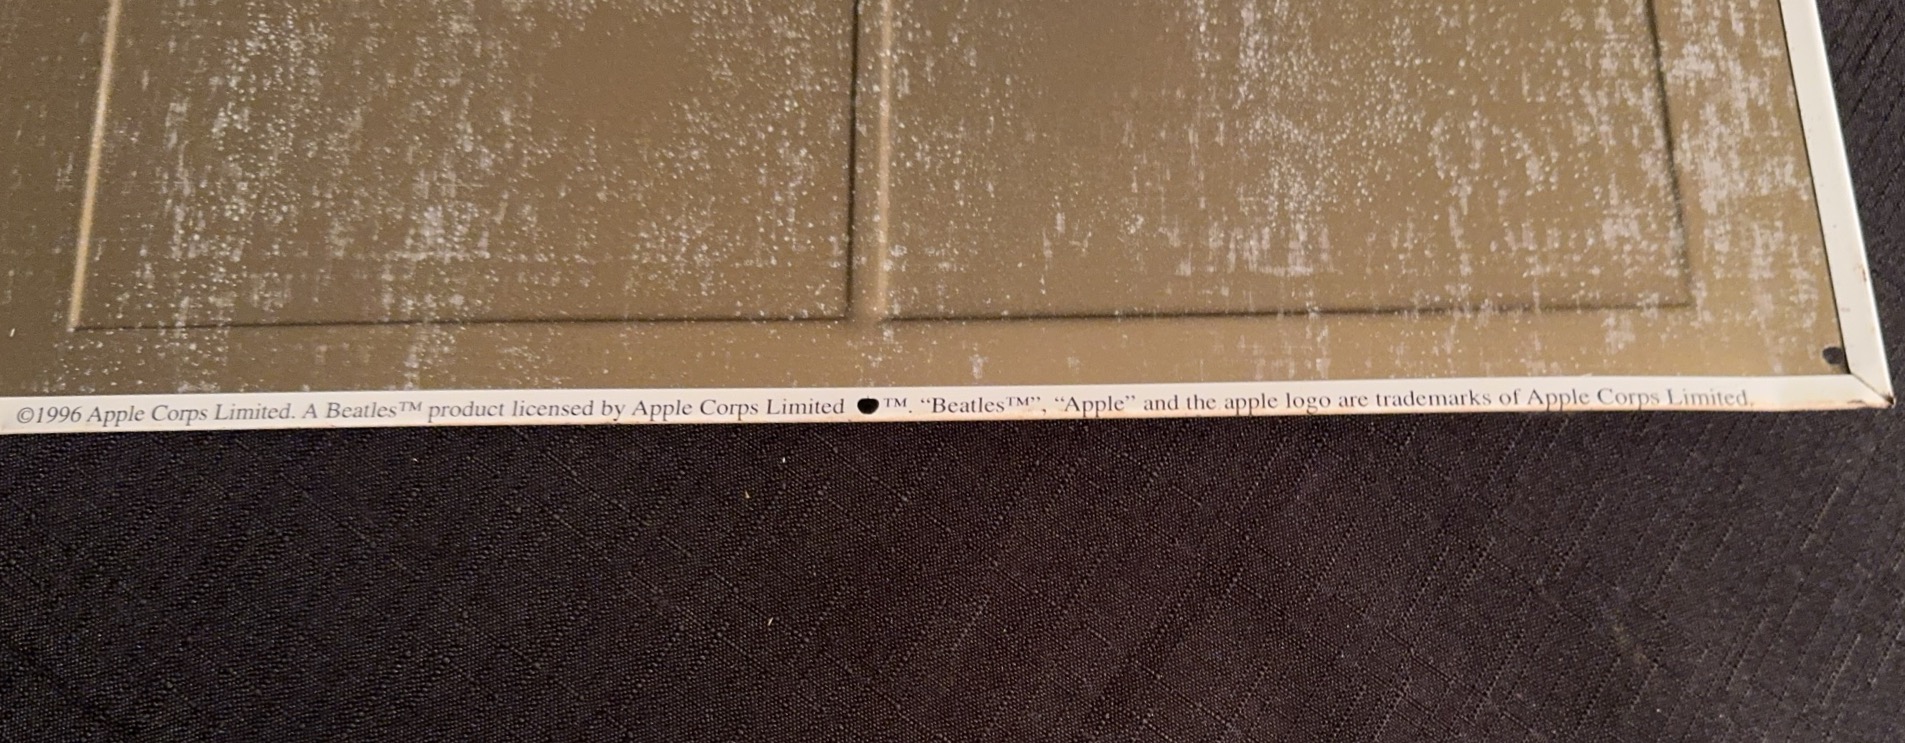 ©1996 Apple Corps Limited. A Beatles™ product licensed by Apple Corps Limited ™. “Beatles™”, “Apple” and the apple logo are trademarks of Apple Corps Limited.